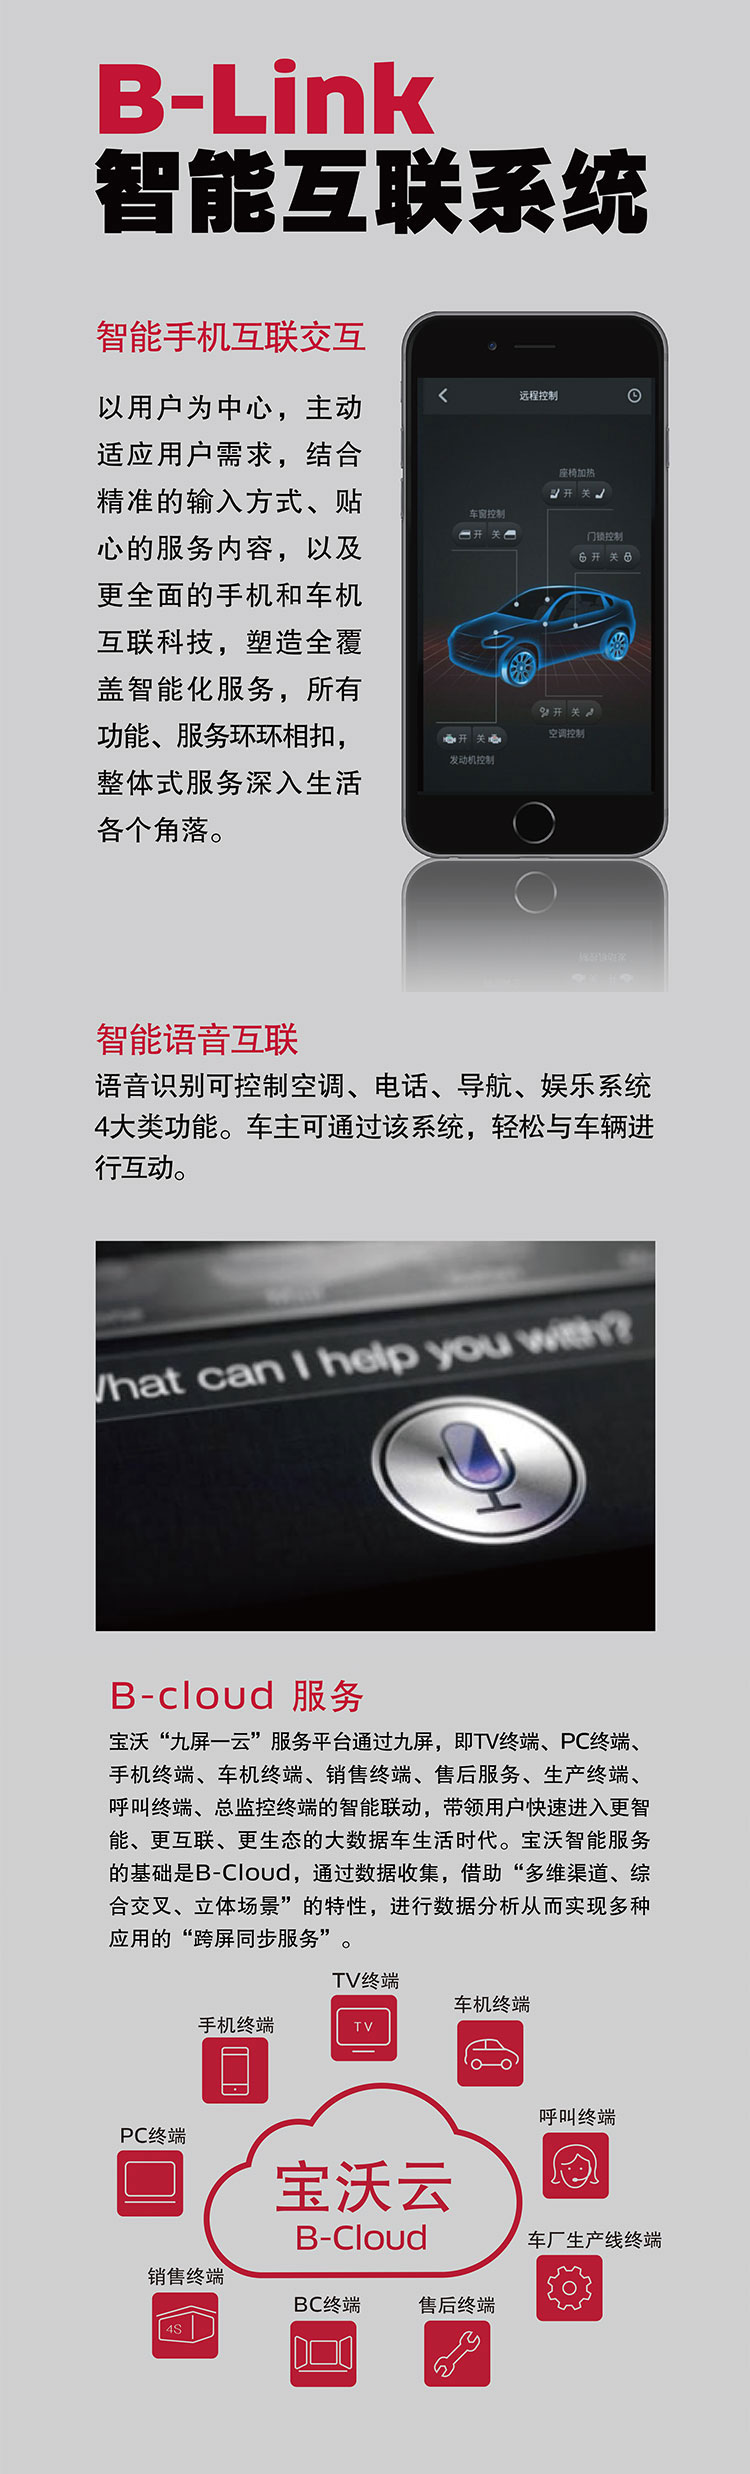 B-Link
智能互联系统
智能手机互联交互
以用户为中心，主动
适应用户需求，结合
精准的输入方式、贴
心的服务内容，以及
更全面的手机和车机
互联科技，塑造全覆
盖智能化服务，所有
功能、服务环环相扣，
整体式服务深入生活
各个角落。
远程控制
座椅加热
开 关
车窗控制
开 关
门锁控制
开 关
开 关
空调控制
开 关
发动机控制
智能语音互联
语音识别可控制空调、电话、导航、娱乐系统
4大类功能。车主可通过该系统，轻松与车辆进
行互动。
What can I help you with?
B-cloud 服务
宝沃“九屏一云”服务平台通过九屏，即TV终端、PC终端、
手机终端、车机终端、销售终端、售后服务、生产终端、
呼叫终端、总监控终端的智能联动，带领用户快速进入更智
能、更互联、更生态的大数据车生活时代。宝沃智能服务
的基础是B-Cloud，通过数据收集，借助“多维渠道、综
合交叉、立体场景”的特性，进行数据分析从而实现多种
应用的“跨屏同步服务”。
TV终端
TV
车机终端
手机终端
呼叫终端
PC终端
宝沃云
B-Cloud
车厂生产线终端
销售终端
4S
BC终端
售后终端